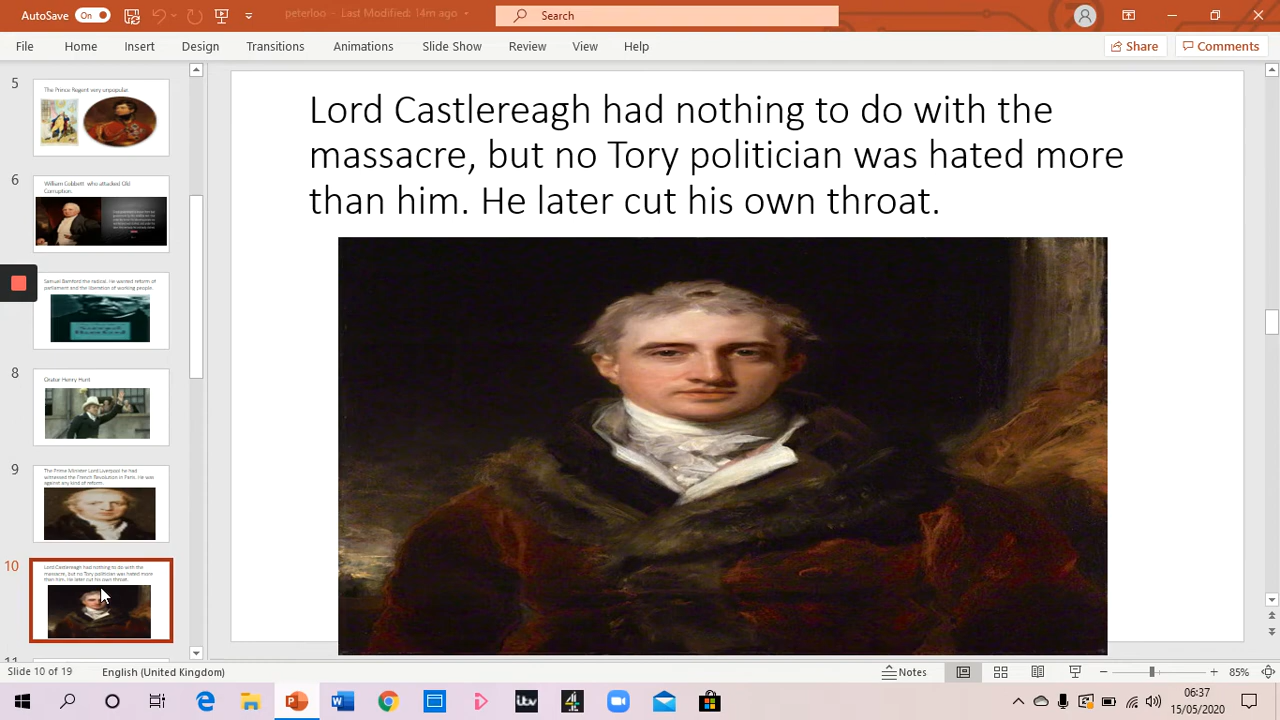 AutoSave On peterloo - Last Modified: 14m ago Search
File Home Insert Design Transitions Animations Slide Show Review View Help Share Comments
5
The Prince Regent very unpopular.
6
William Cobbett who attacked Old
Corruption.
Samuel Bamford the radical. He wanted reform of
parliament and the liberation of working people.
8
Orator Henry Hunt
9
The Prime Minister Lord Liverpool he had
witnessed the French Revolution in Paris. He was
against any kind of reform.
10
Lord Castlereagh had nothing to do with the
massacre, but no Tory politician was hated more
than him. He later cut his own throat.
Lord Castlereagh had nothing to do with the
massacre, but no Tory politician was hated more
than him. He later cut his own throat.
Slide 10 of 19 English (United Kingdom) Notes 85%
itv 4 06:37
15/05/2020